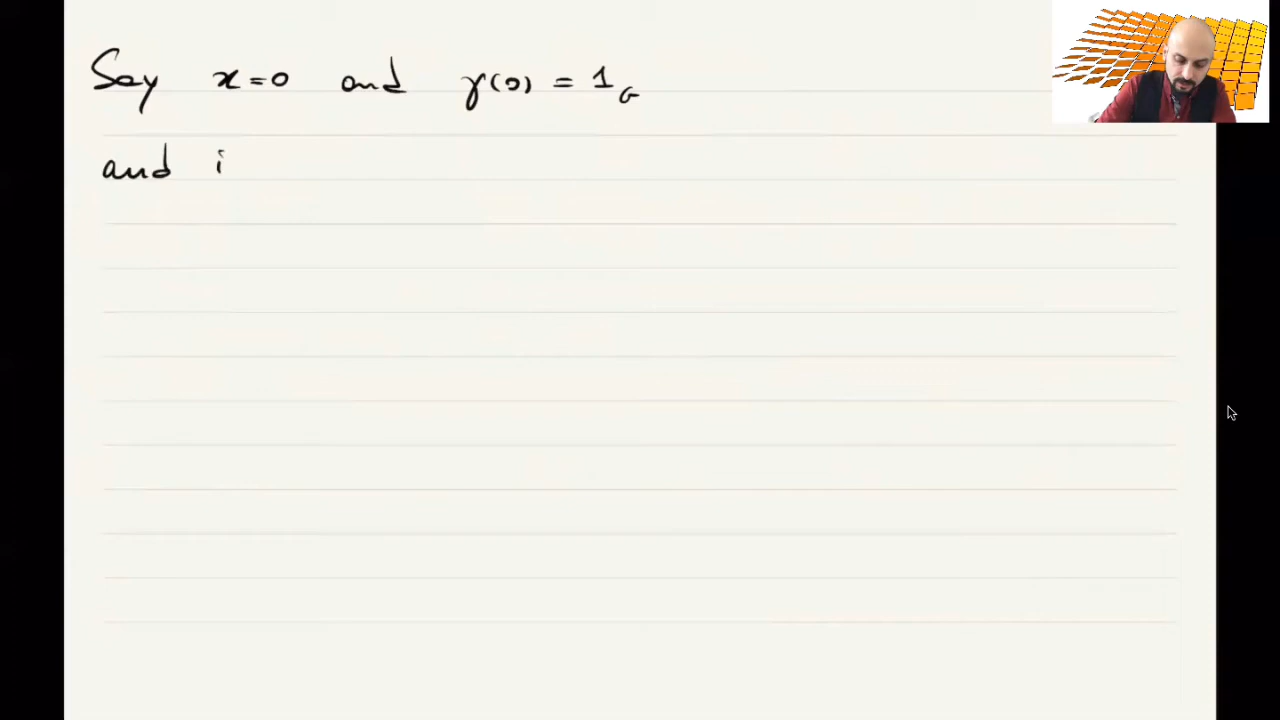 Say x=0 and γ(0) = 1_G
and i